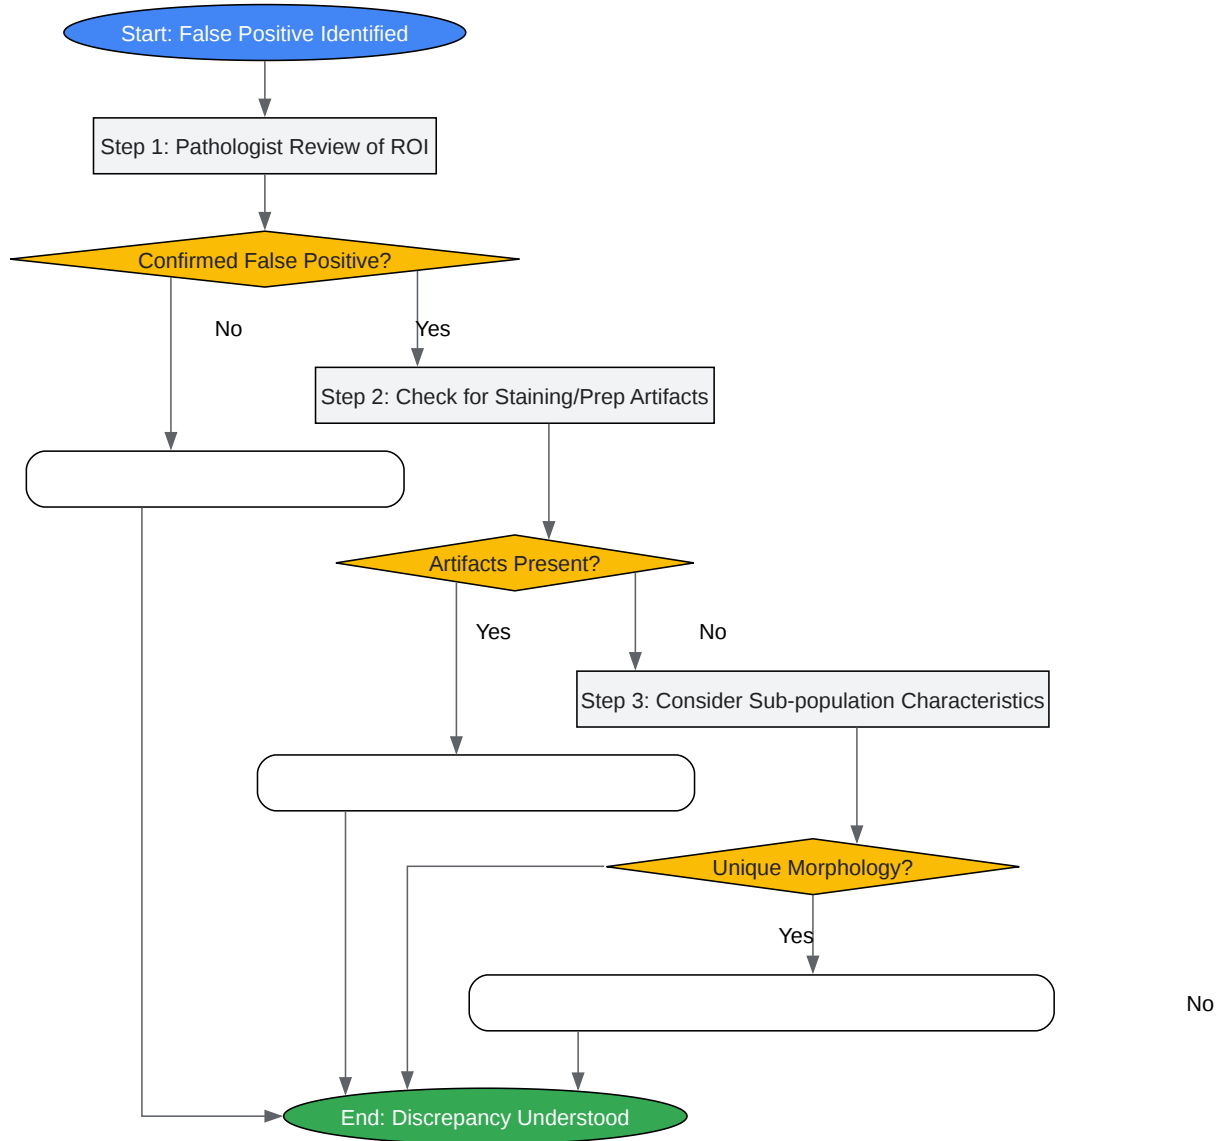 Start: False Positive Identified
Step 1: Pathologist Review of ROI
Confirmed False Positive?
No
Yes
Step 2: Check for Staining/Prep Artifacts
Artifacts Present?
Yes
No
Step 3: Consider Sub-population Characteristics
Unique Morphology?
Yes
No
End: Discrepancy Understood